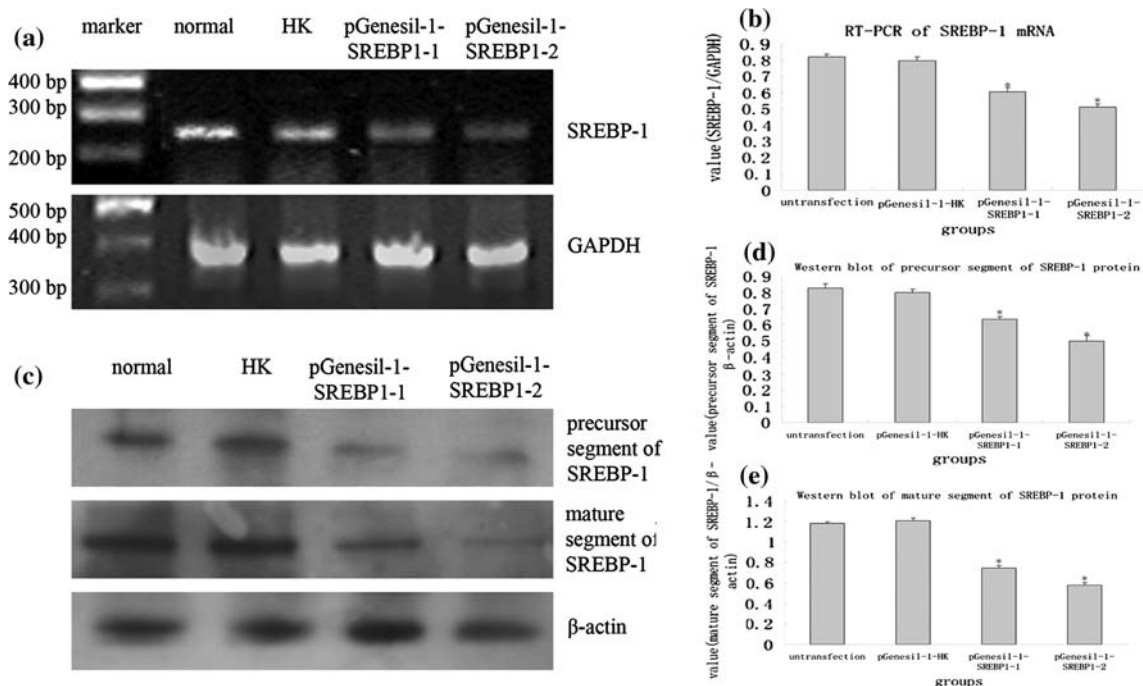 (a)
marker normal HK pGenesil-1- pGenesil-1-
SREBP1-1 SREBP1-2
400 bp
300 bp
200 bp
SREBP-1
500 bp
400 bp
300 bp
GAPDH
(b)
RT-PCR of SREBP-1 mRNA
value(SREBP-1/GAPDH)
0.9
0.8
0.7
0.6
0.5
0.4
0.3
0.2
0.1
0
*
*
untransfection pGenesil-1-HK pGenesil-1- pGenesil-1-
SREBP1-1 SREBP1-2
groups
(c)
normal HK pGenesil-1- pGenesil-1-
SREBP1-1 SREBP1-2
precursor
segment of
SREBP-1
mature
segment of
SREBP-1
β-actin
(d)
Western blot of precursor segment of SREBP-1 protein
value(precursor segment of SREBP-1
β-actin)
0.9
0.8
0.7
0.6
0.5
0.4
0.3
0.2
0.1
0
*
*
untransfection pGenesil-1-HK pGenesil-1- pGenesil-1-
SREBP1-1 SREBP1-2
groups
(e)
Western blot of mature segment of SREBP-1 protein
value(mature segment of SREBP-1/β-
actin)
1.4
1.2
1
0.8
0.6
0.4
0.2
0
*
*
untransfection pGenesil-1-HK pGenesil-1- pGenesil-1-
SREBP1-1 SREBP1-2
groups